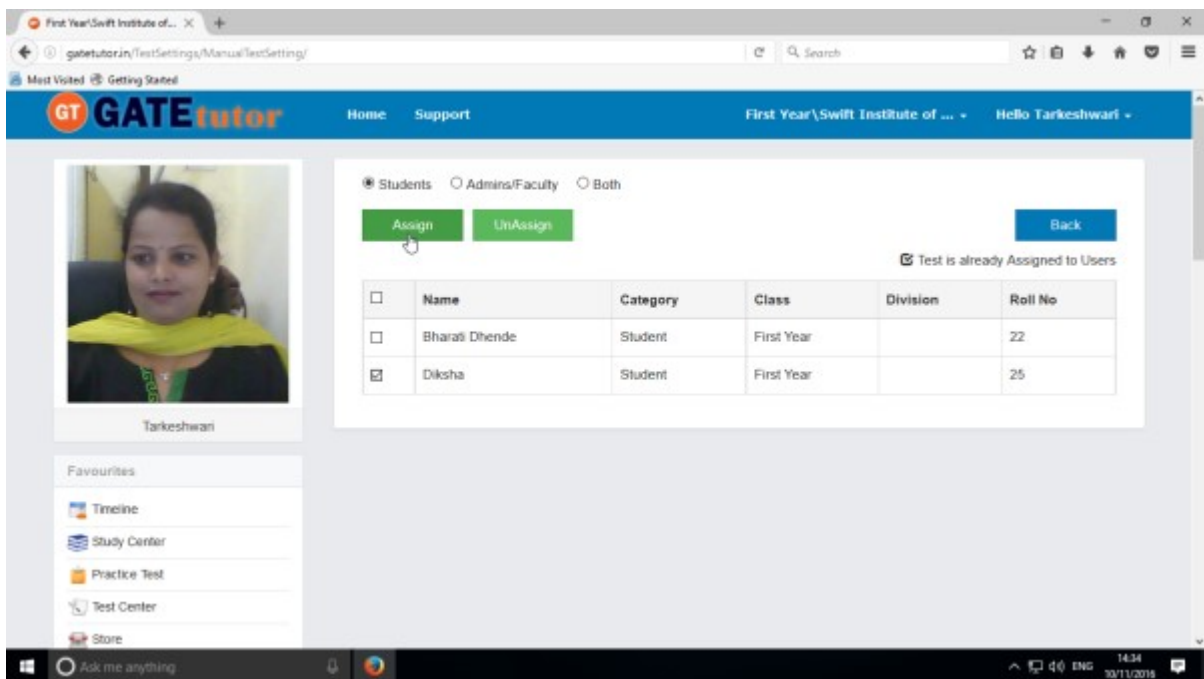 First Year\Swift Institute of...
gatetutor.in/TestSettings/ManualTestSetting/
Search
Most Visited Getting Started
GT GATEtutor Home Support First Year\Swift Institute of ... Hello Tarkeshwari
Students Admins/Faculty Both
Assign UnAssign Back
Test is already Assigned to Users
Name Category Class Division Roll No
Bharati Dhende Student First Year 22
Diksha Student First Year 25
Tarkeshwari
Favourites
Timeline
Study Center
Practice Test
Test Center
Store
Ask me anything ENG 14:34
10/11/2016